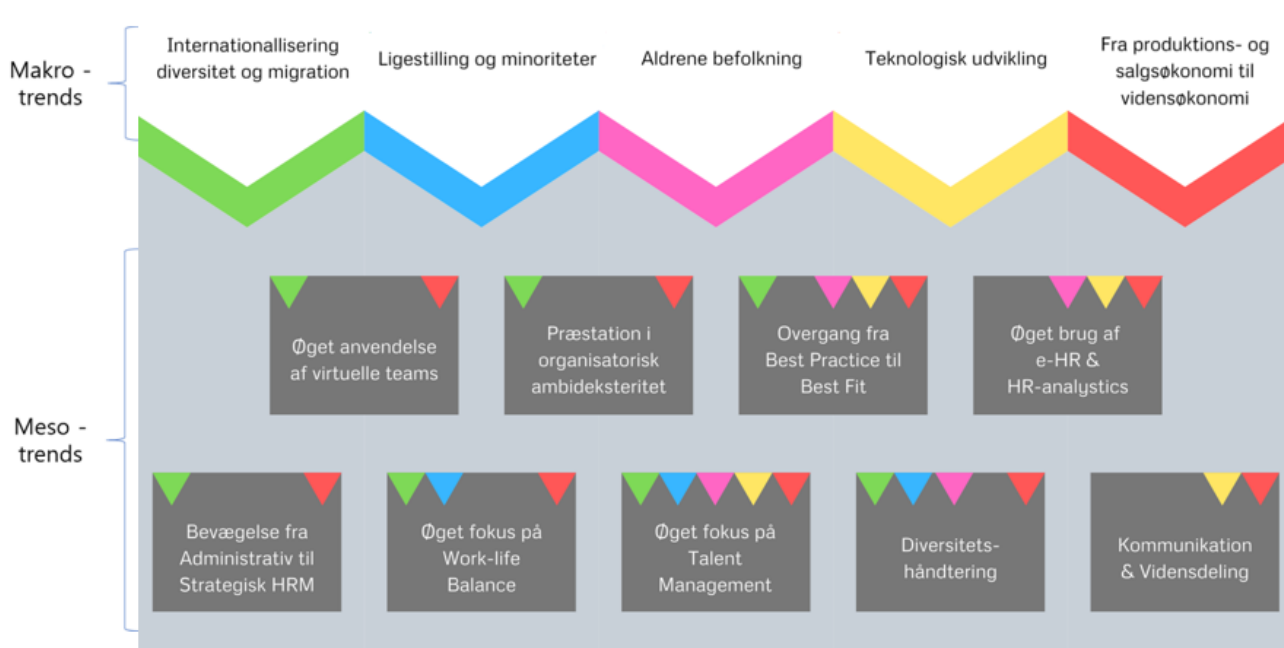 Makro -
trends
Internationallisering
diversitet og migration
Ligestilling og minoriteter
Aldrene befolkning
Teknologisk udvikling
Fra produktions- og
salgsøkonomi til
vidensøkonomi
Meso -
trends
Øget anvendelse
af virtuelle teams
Præstation i
organisatorisk
ambideksteritet
Overgang fra
Best Practice til
Best Fit
Øget brug af
e-HR &
HR-analystics
Bevægelse fra
Administrativ til
Strategisk HRM
Øget fokus på
Work-life
Balance
Øget fokus på
Talent
Management
Diversitets-
håndtering
Kommunikation
& Vidensdeling